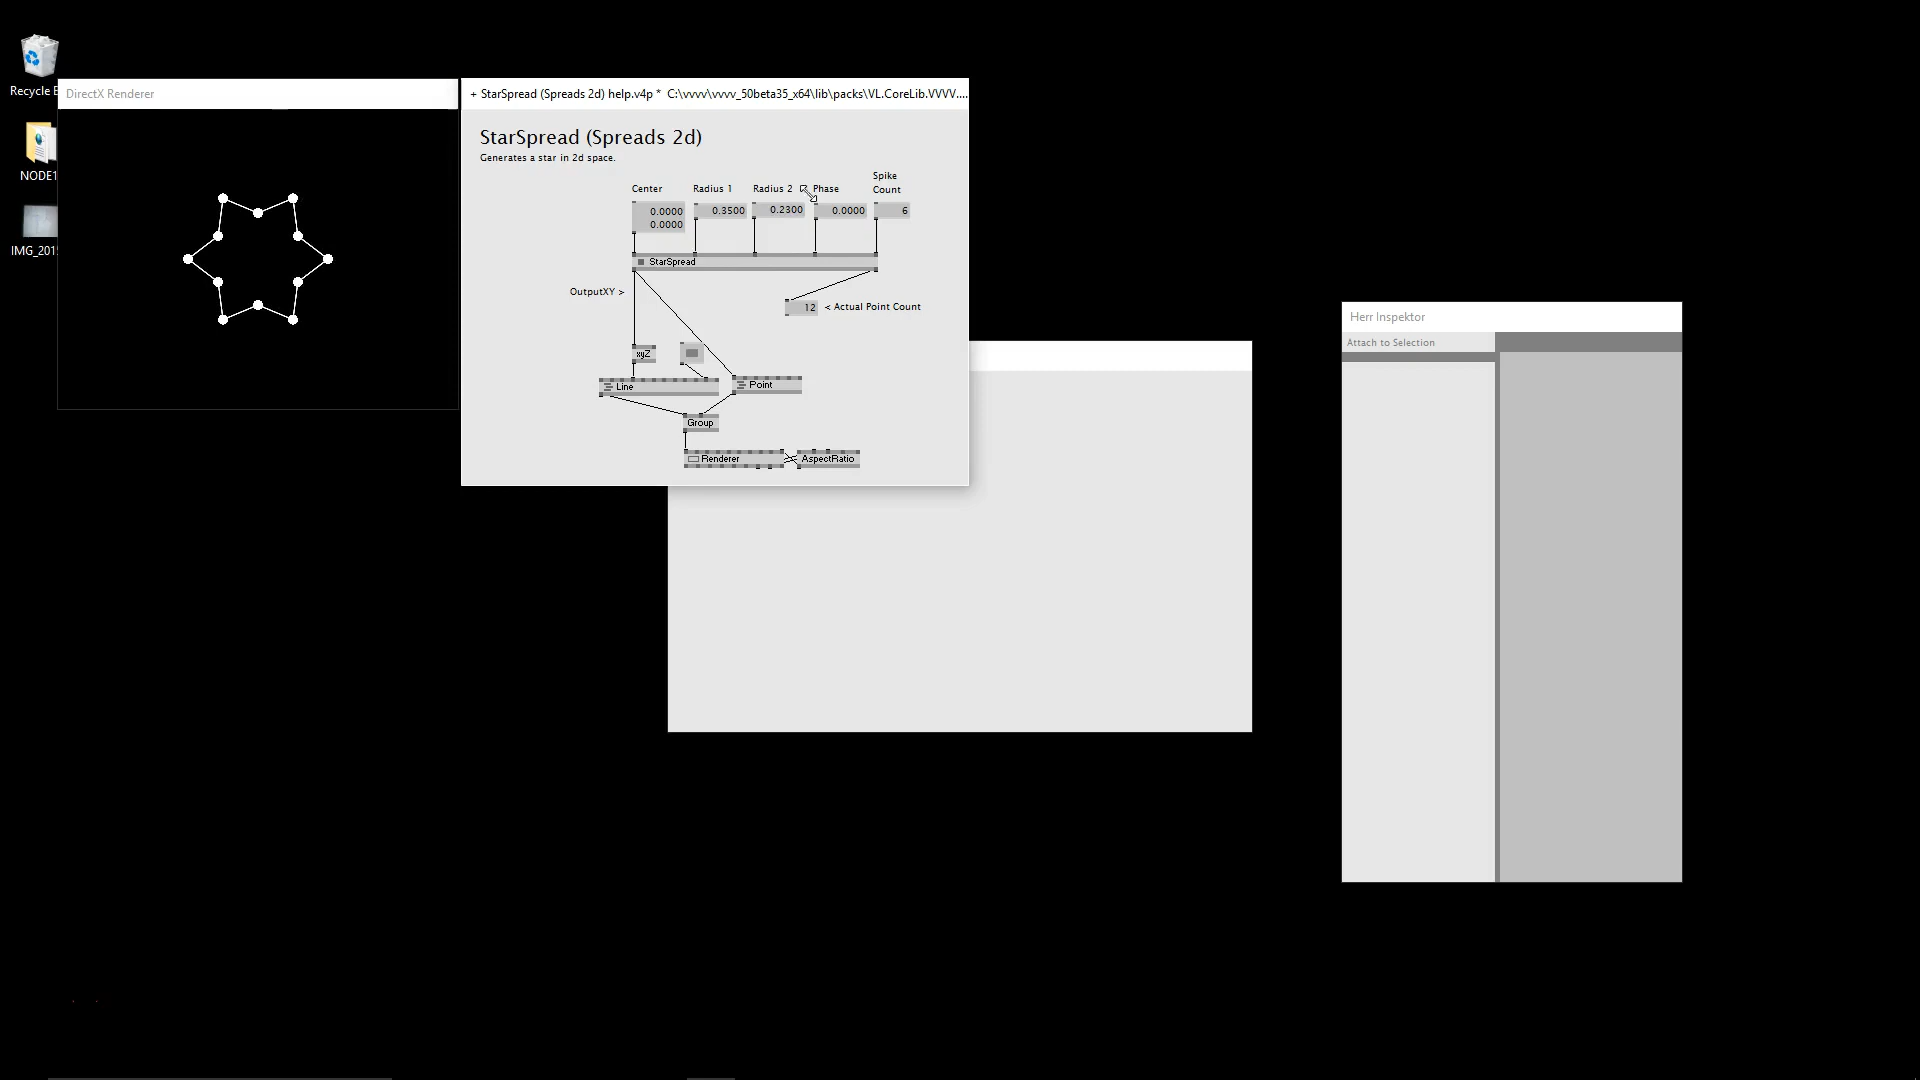 Recycle B
DirectX Renderer
+ StarSpread (Spreads 2d) help.v4p * C:\vvvv\vvvv_50beta35_x64\lib\packs\VL.CoreLib.VVVV....
StarSpread (Spreads 2d)
Generates a star in 2d space.
NODE1
IMG_201
Center
Radius 1
Radius 2
Phase
Spike
Count
0.0000
0.0000
0.3500
0.2300
0.0000
6
StarSpread
OutputXY >
12
< Actual Point Count
xyZ
Line
Point
Group
Renderer
AspectRatio
Herr Inspektor
Attach to Selection